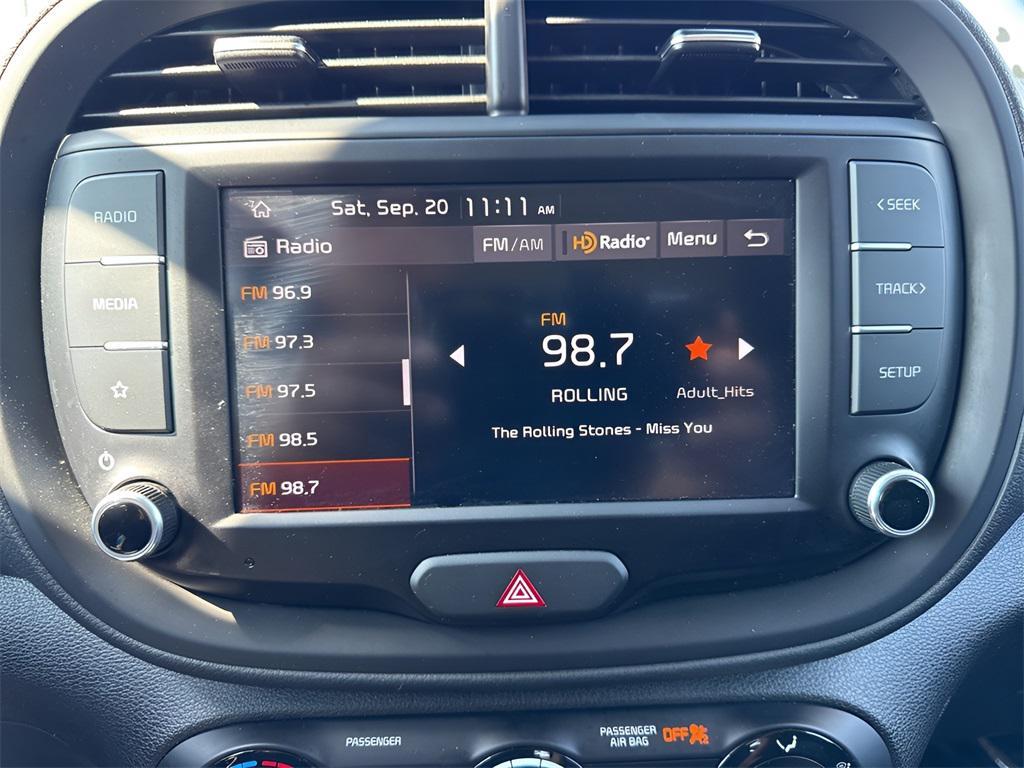 Sat, Sep. 20 11:11 AM
RADIO
<SEEK
Radio FM/AM HD Radio Menu
MEDIA
TRACK>
FM 96.9
FM 97.3
FM 97.5
FM 98.5
FM 98.7
FM
98.7
ROLLING
Adult_Hits
The Rolling Stones - Miss You
SETUP
PASSENGER
PASSENGER
AIR BAG OFF